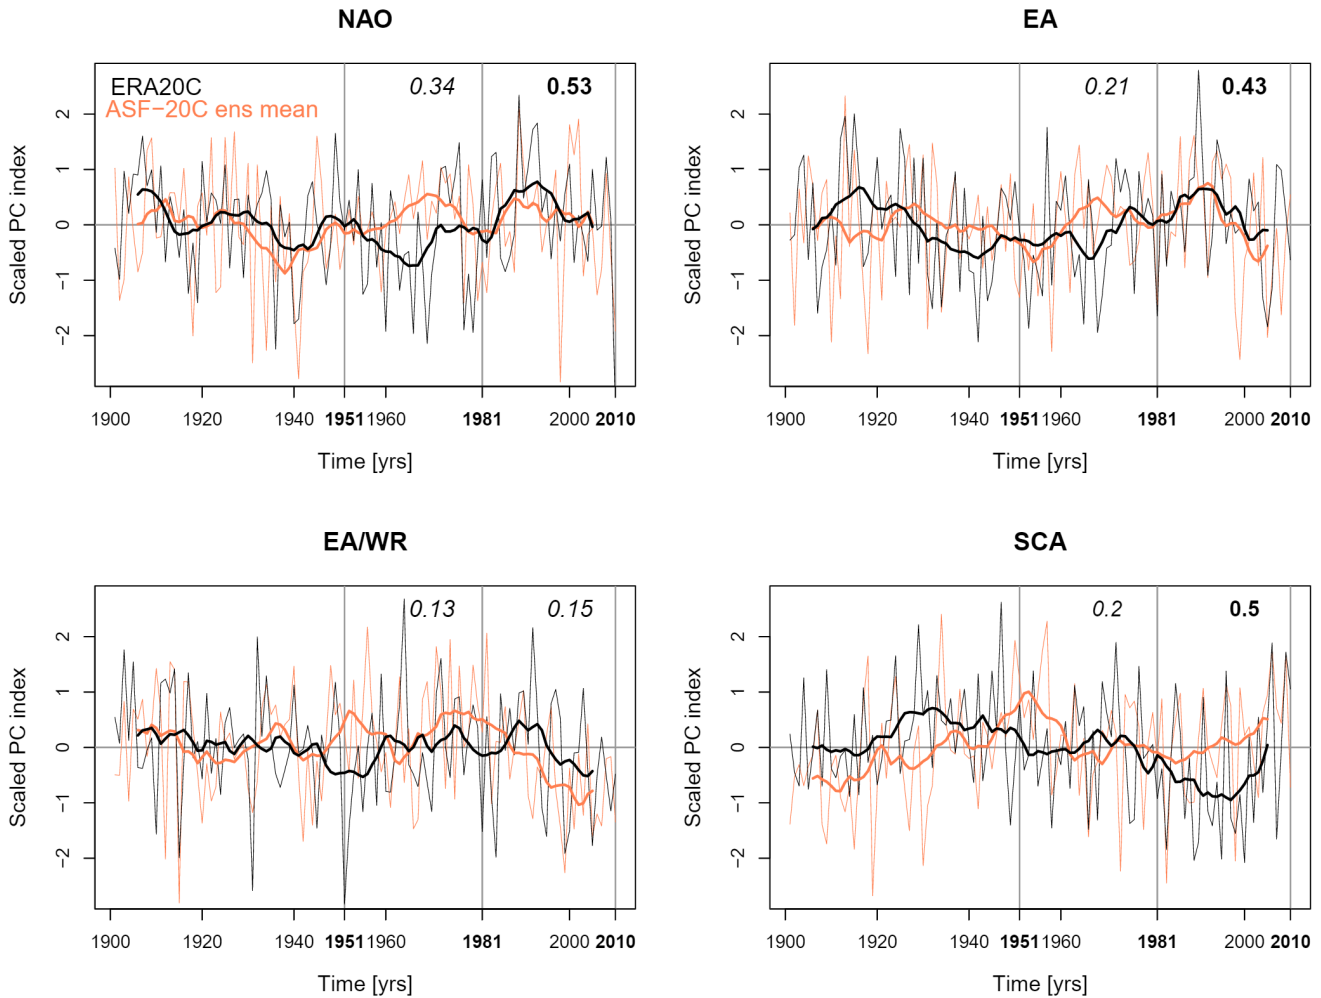 NAO
ERA20C
ASF−20C ens mean
0.34
0.53
Scaled PC index
2
1
0
−1
−2
1900 1920 1940 1951 1960 1981 2000 2010
Time [yrs]
EA
0.21
0.43
Scaled PC index
2
1
0
−1
−2
1900 1920 1940 1951 1960 1981 2000 2010
Time [yrs]
EA/WR
0.13
0.15
Scaled PC index
2
1
0
−1
−2
1900 1920 1940 1951 1960 1981 2000 2010
Time [yrs]
SCA
0.2
0.5
Scaled PC index
2
1
0
−1
−2
1900 1920 1940 1951 1960 1981 2000 2010
Time [yrs]